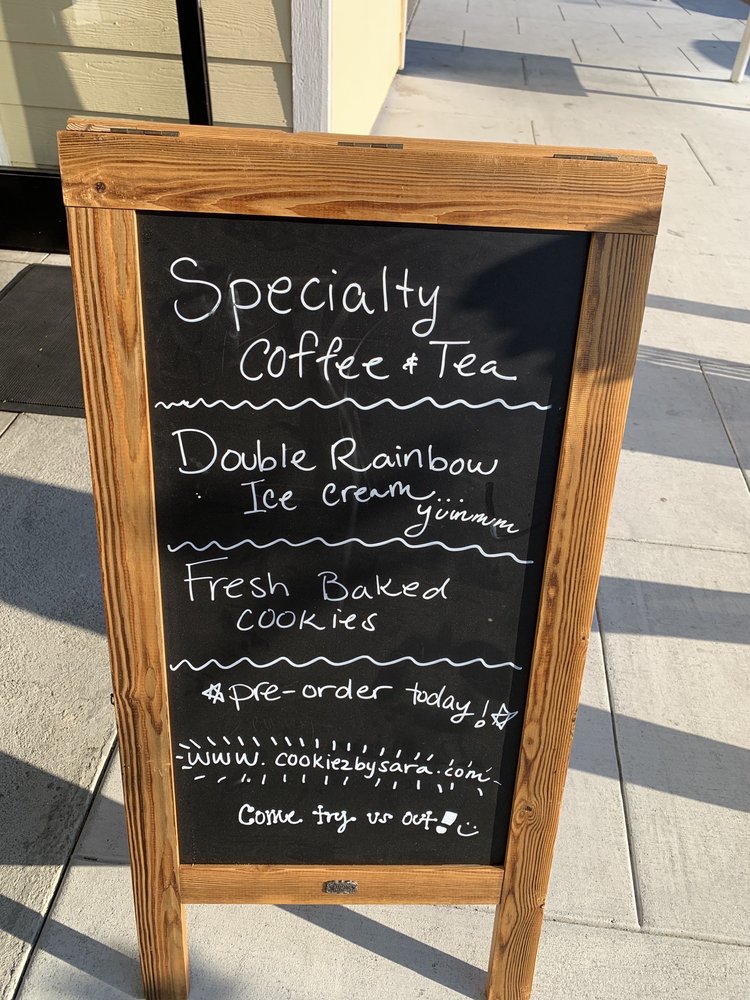 Specialty
Coffee & Tea
Double Rainbow
Ice cream...
yummm
Fresh Baked
cookies
pre-order today!
www.cookiezbysara.com
Come try us out!